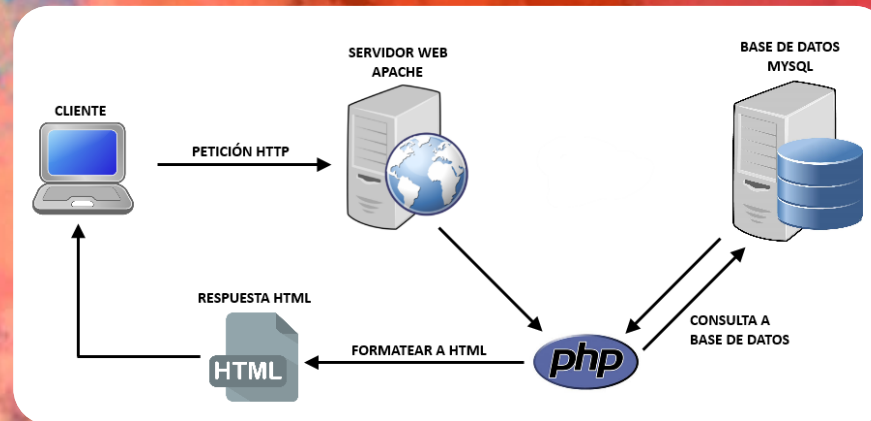 SERVIDOR WEB
APACHE
BASE DE DATOS
MYSQL
CLIENTE
PETICIÓN HTTP
RESPUESTA HTML
HTML
FORMATEAR A HTML
php
CONSULTA A
BASE DE DATOS